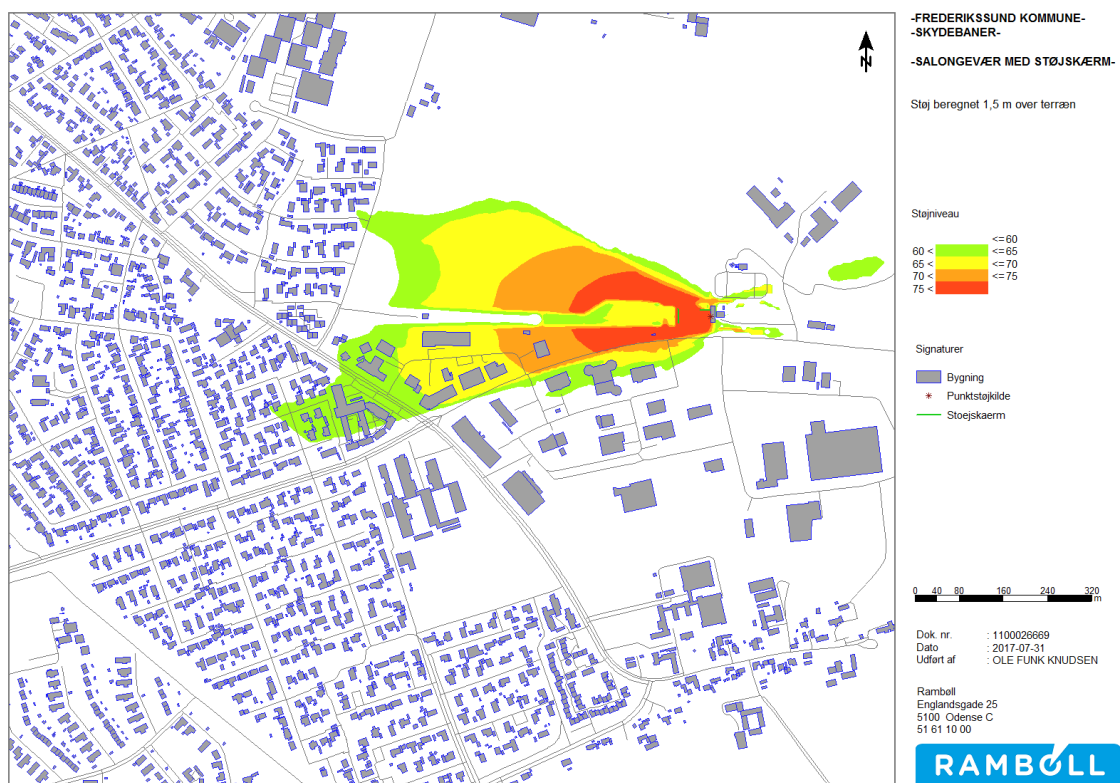 -FREDERIKSSUND KOMMUNE-
-SKYDEBANER-
-SALONGEVÆR MED STØJSKÆRM-
N
Støj beregnet 1,5 m over terræn
Støjniveau
<=60
60 < <=65
65 < <=70
70 < <=75
75 <
Signaturer
Bygning
Punktstøjkilde
Stoejskaerm
0 40 80 160 240 320
m
Dok. nr. : 1100026669
Dato : 2017-07-31
Udført af : OLE FUNK KNUDSEN
Rambøll
Englandsgade 25
5100 Odense C
51 61 10 00
RAMBØLL